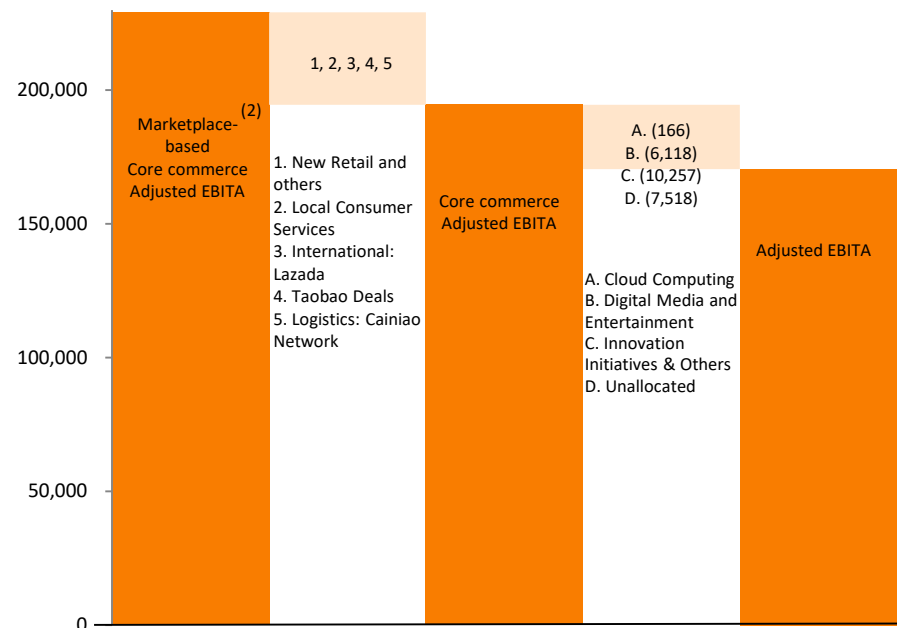 200,000
150,000
100,000
50,000
0
(2)
Marketplace-
based
Core commerce
Adjusted EBITA
1, 2, 3, 4, 5
1. New Retail and
others
2. Local Consumer
Services
3. International:
Lazada
4. Taobao Deals
5. Logistics: Cainiao
Network
Core commerce
Adjusted EBITA
A. (166)
B. (6,118)
C. (10,257)
D. (7,518)
A. Cloud Computing
B. Digital Media and
Entertainment
C. Innovation
Initiatives & Others
D. Unallocated
Adjusted EBITA